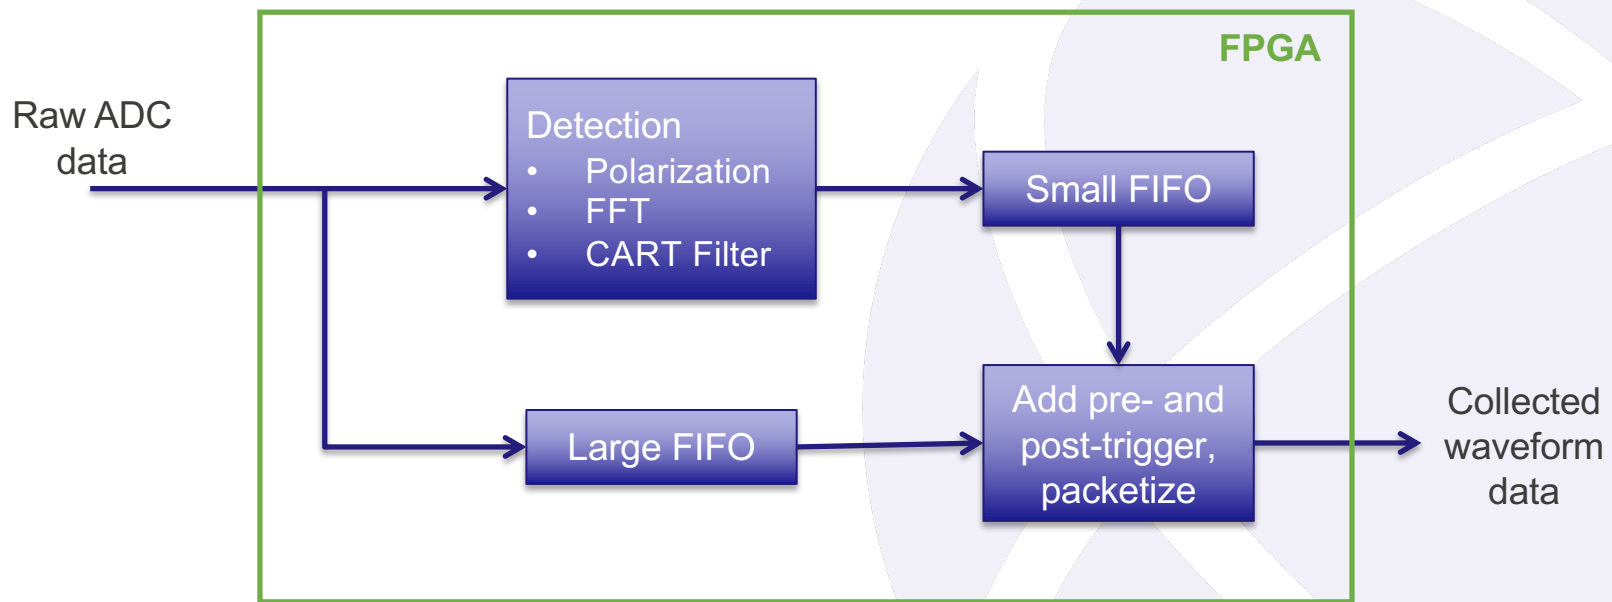 FPGA
Raw ADC
data
Detection
• Polarization
• FFT
• CART Filter
Small FIFO
Large FIFO
Add pre- and
post-trigger,
packetize
Collected
waveform
data